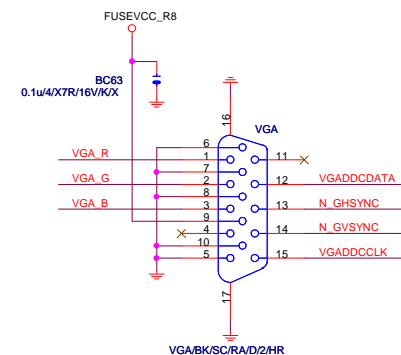 FUSEVCC_R8
BC63
0.1u/4/X7R/16V/K/X
16
VGA
6
VGA_R 1 11
7
VGA_G 2 12 VGADDCDATA
8
VGA_B 3 13 N_GHSYNC
9
4 14 N_GVSYNC
10
5 15 VGADDCCLK
17
VGA/BK/SC/RA/D/2/HR